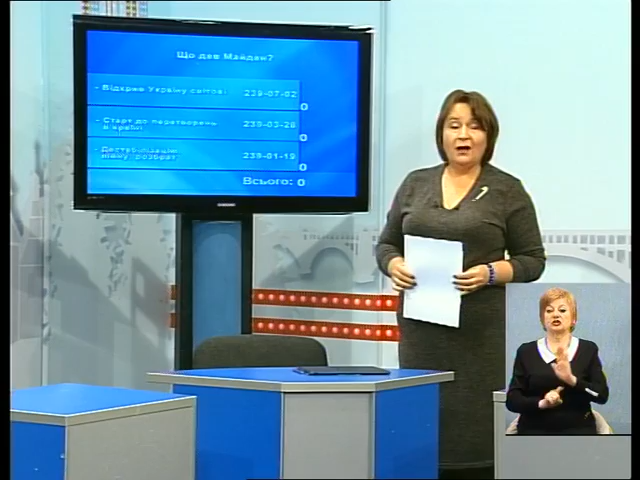 Що дав Майдан?
- Відкрив Україну світові 239-07-02
0
- Старт до перетворень
в країні 239-03-28
0
- Дестабілізацію, 239-01-19
0
Всього: 0